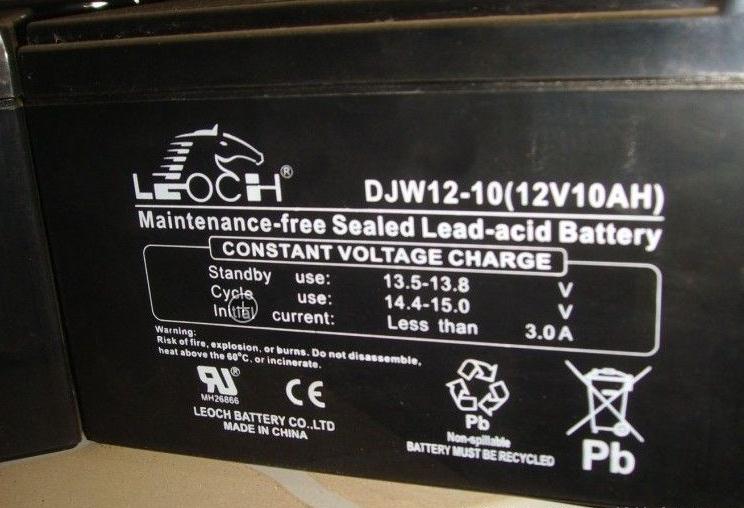 LEOCH®
DJW12-10(12V10AH)
Maintenance-free Sealed Lead-acid Battery
CONSTANT VOLTAGE CHARGE
Standby use: 13.5-13.8 V
Cycle use: 14.4-15.0 V
Initial current: Less than 3.0A
Warning:
Risk of fire, explosion, or burns. Do not disassemble,
heat above the 60°C, or incinerate.
MH26866
CE
LEOCH BATTERY CO.,LTD
MADE IN CHINA
Pb
Non-spillable
BATTERY MUST BE RECYCLED
Pb